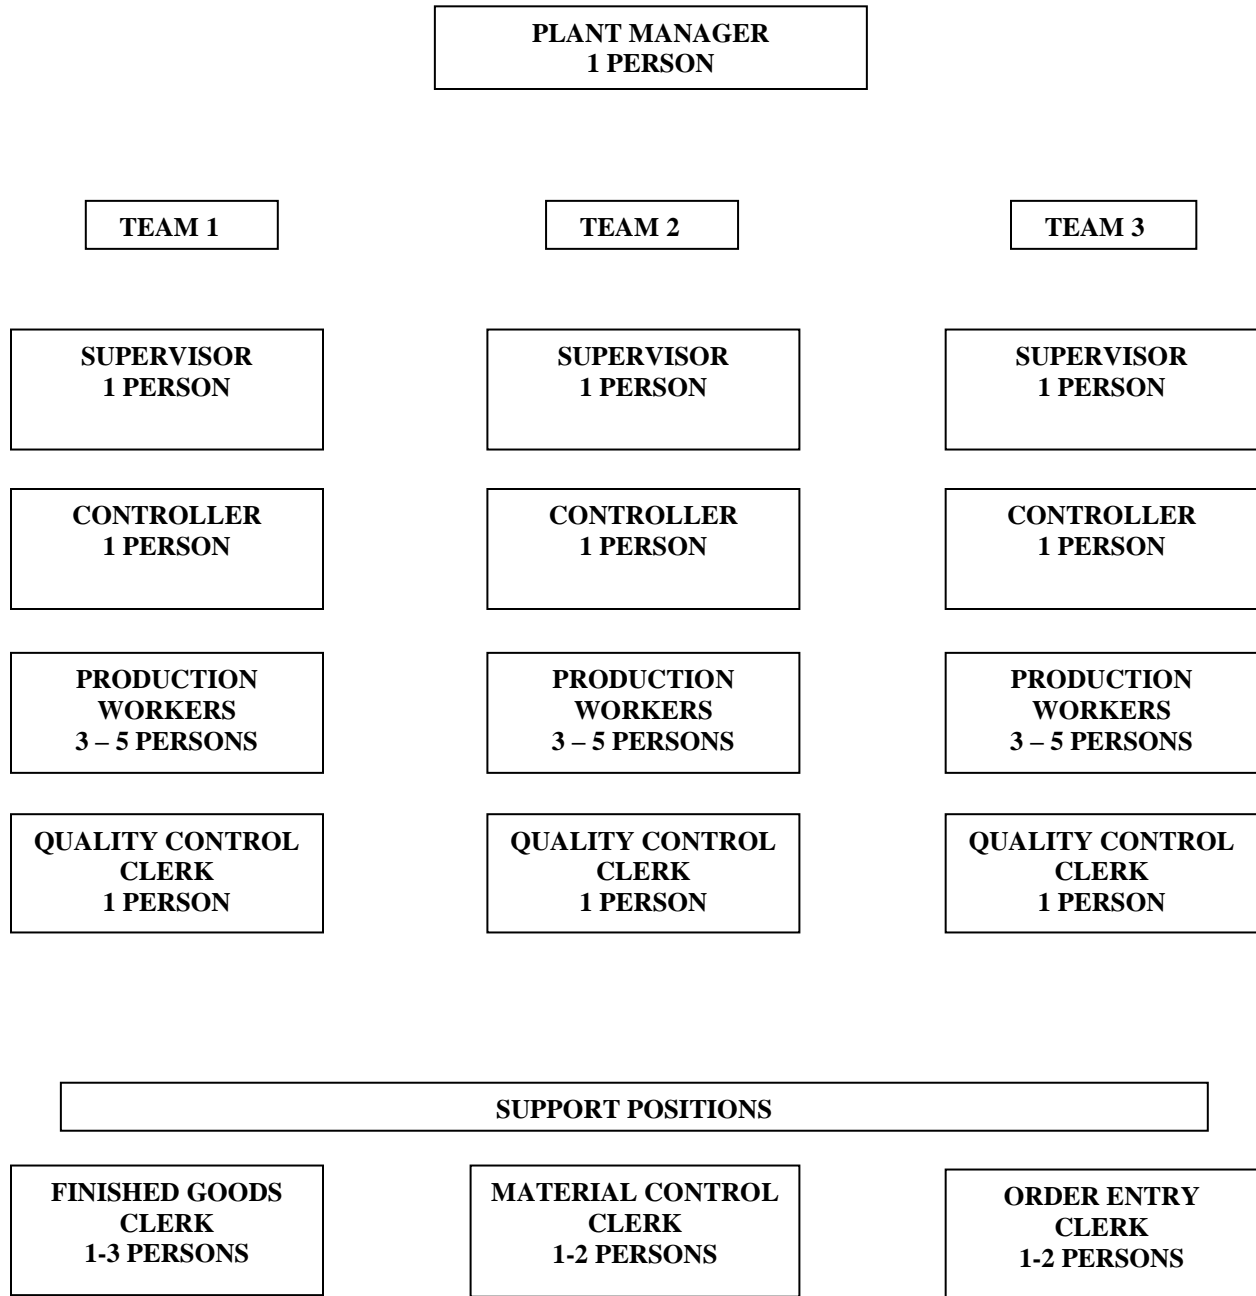 PLANT MANAGER
1 PERSON
TEAM 1
TEAM 2
TEAM 3
SUPERVISOR
1 PERSON
SUPERVISOR
1 PERSON
SUPERVISOR
1 PERSON
CONTROLLER
1 PERSON
CONTROLLER
1 PERSON
CONTROLLER
1 PERSON
PRODUCTION
WORKERS
3 – 5 PERSONS
PRODUCTION
WORKERS
3 – 5 PERSONS
PRODUCTION
WORKERS
3 – 5 PERSONS
QUALITY CONTROL
CLERK
1 PERSON
QUALITY CONTROL
CLERK
1 PERSON
QUALITY CONTROL
CLERK
1 PERSON
SUPPORT POSITIONS
FINISHED GOODS
CLERK
1-3 PERSONS
MATERIAL CONTROL
CLERK
1-2 PERSONS
ORDER ENTRY
CLERK
1-2 PERSONS